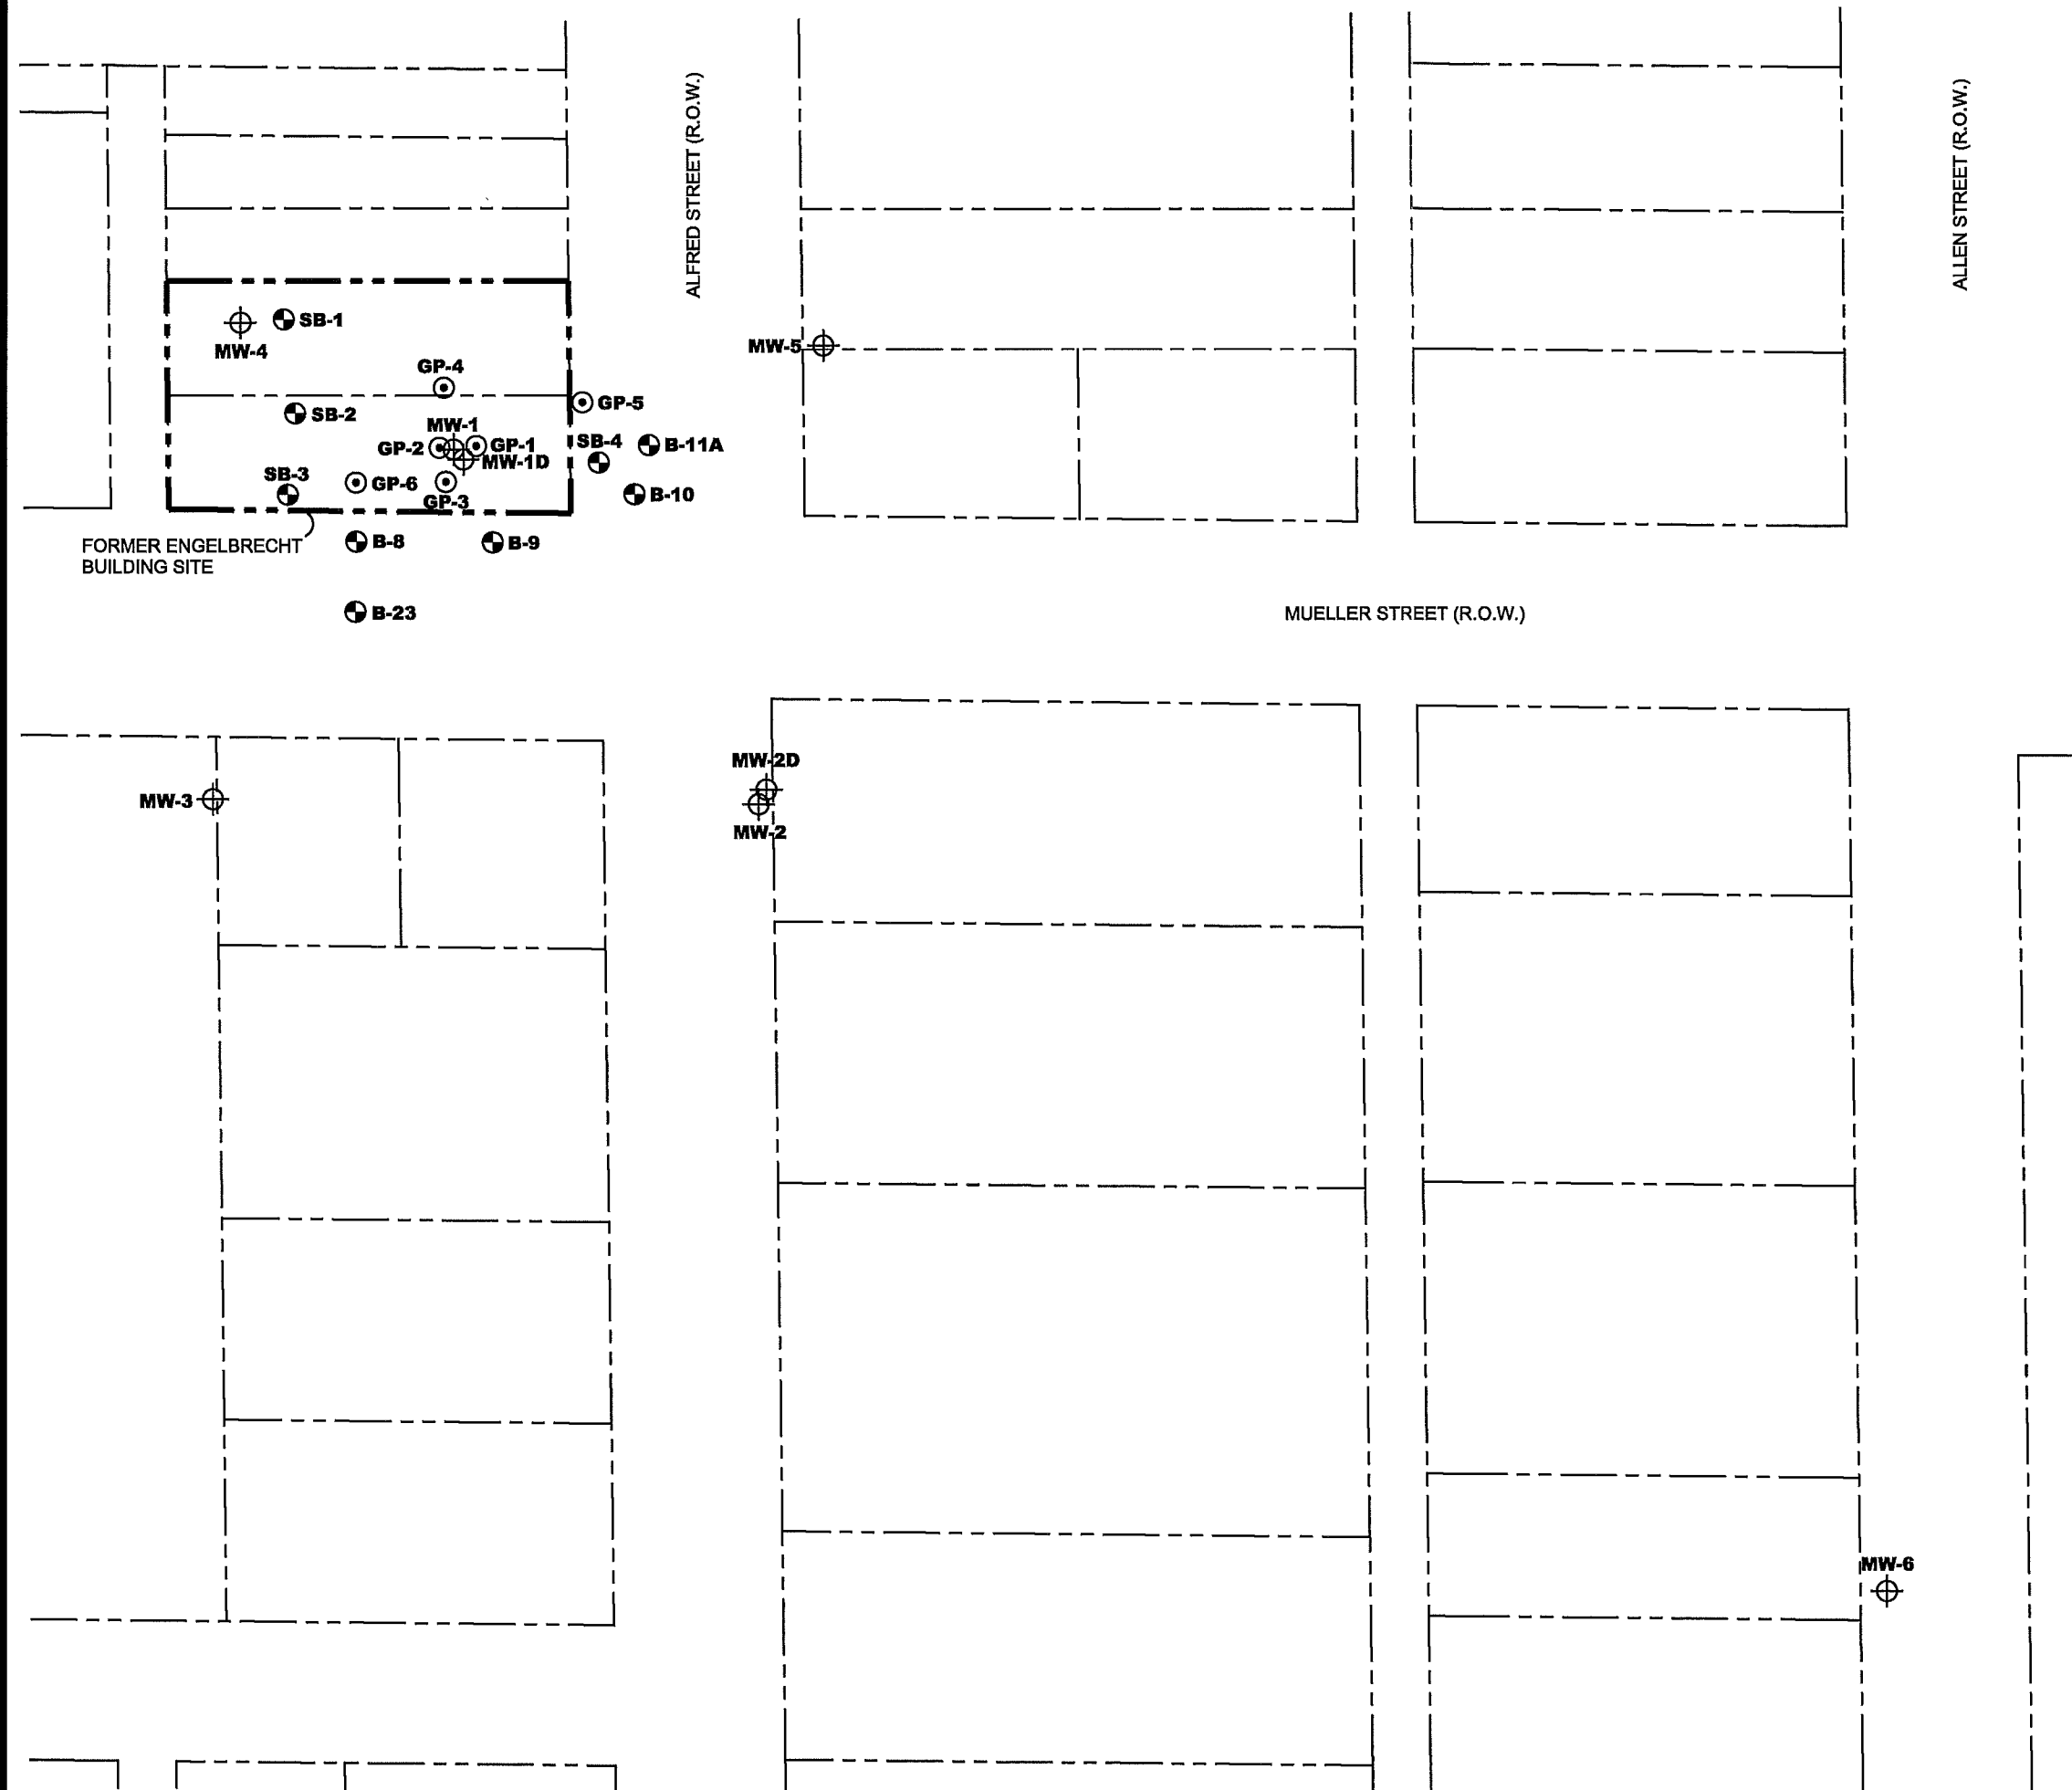 ALFRED STREET (R.O.W.)
ALLEN STREET (R.O.W.)
SB-1
MW-4
MW-5
GP-4
GP-5
SB-2
MW-1
GP-2
GP-1
SB-4
B-11A
MW-1D
SB-3
GP-6
GP-3
B-10
FORMER ENGELBRECHT
BUILDING SITE
B-8
B-9
B-23
MUELLER STREET (R.O.W.)
MW-2D
MW-3
MW-2
MW-6